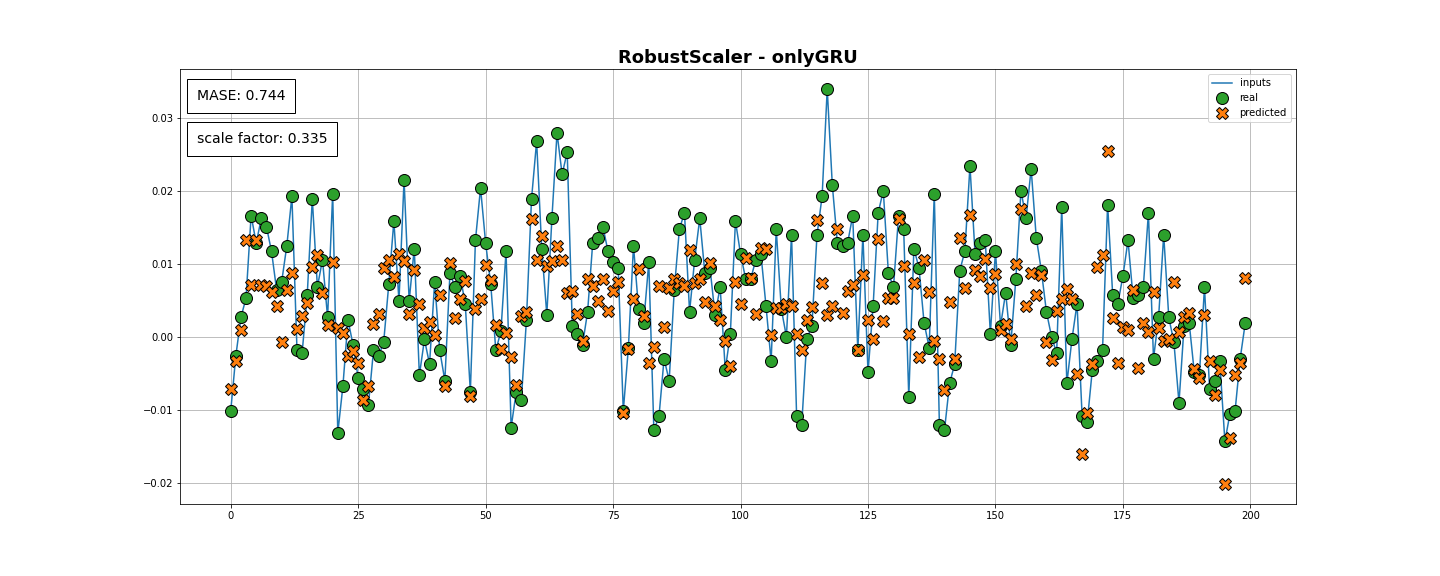 RobustScaler - onlyGRU
MASE: 0.744
scale factor: 0.335
inputs
real
predicted
0.03
0.02
0.01
0.00
−0.01
−0.02
0 25 50 75 100 125 150 175 200